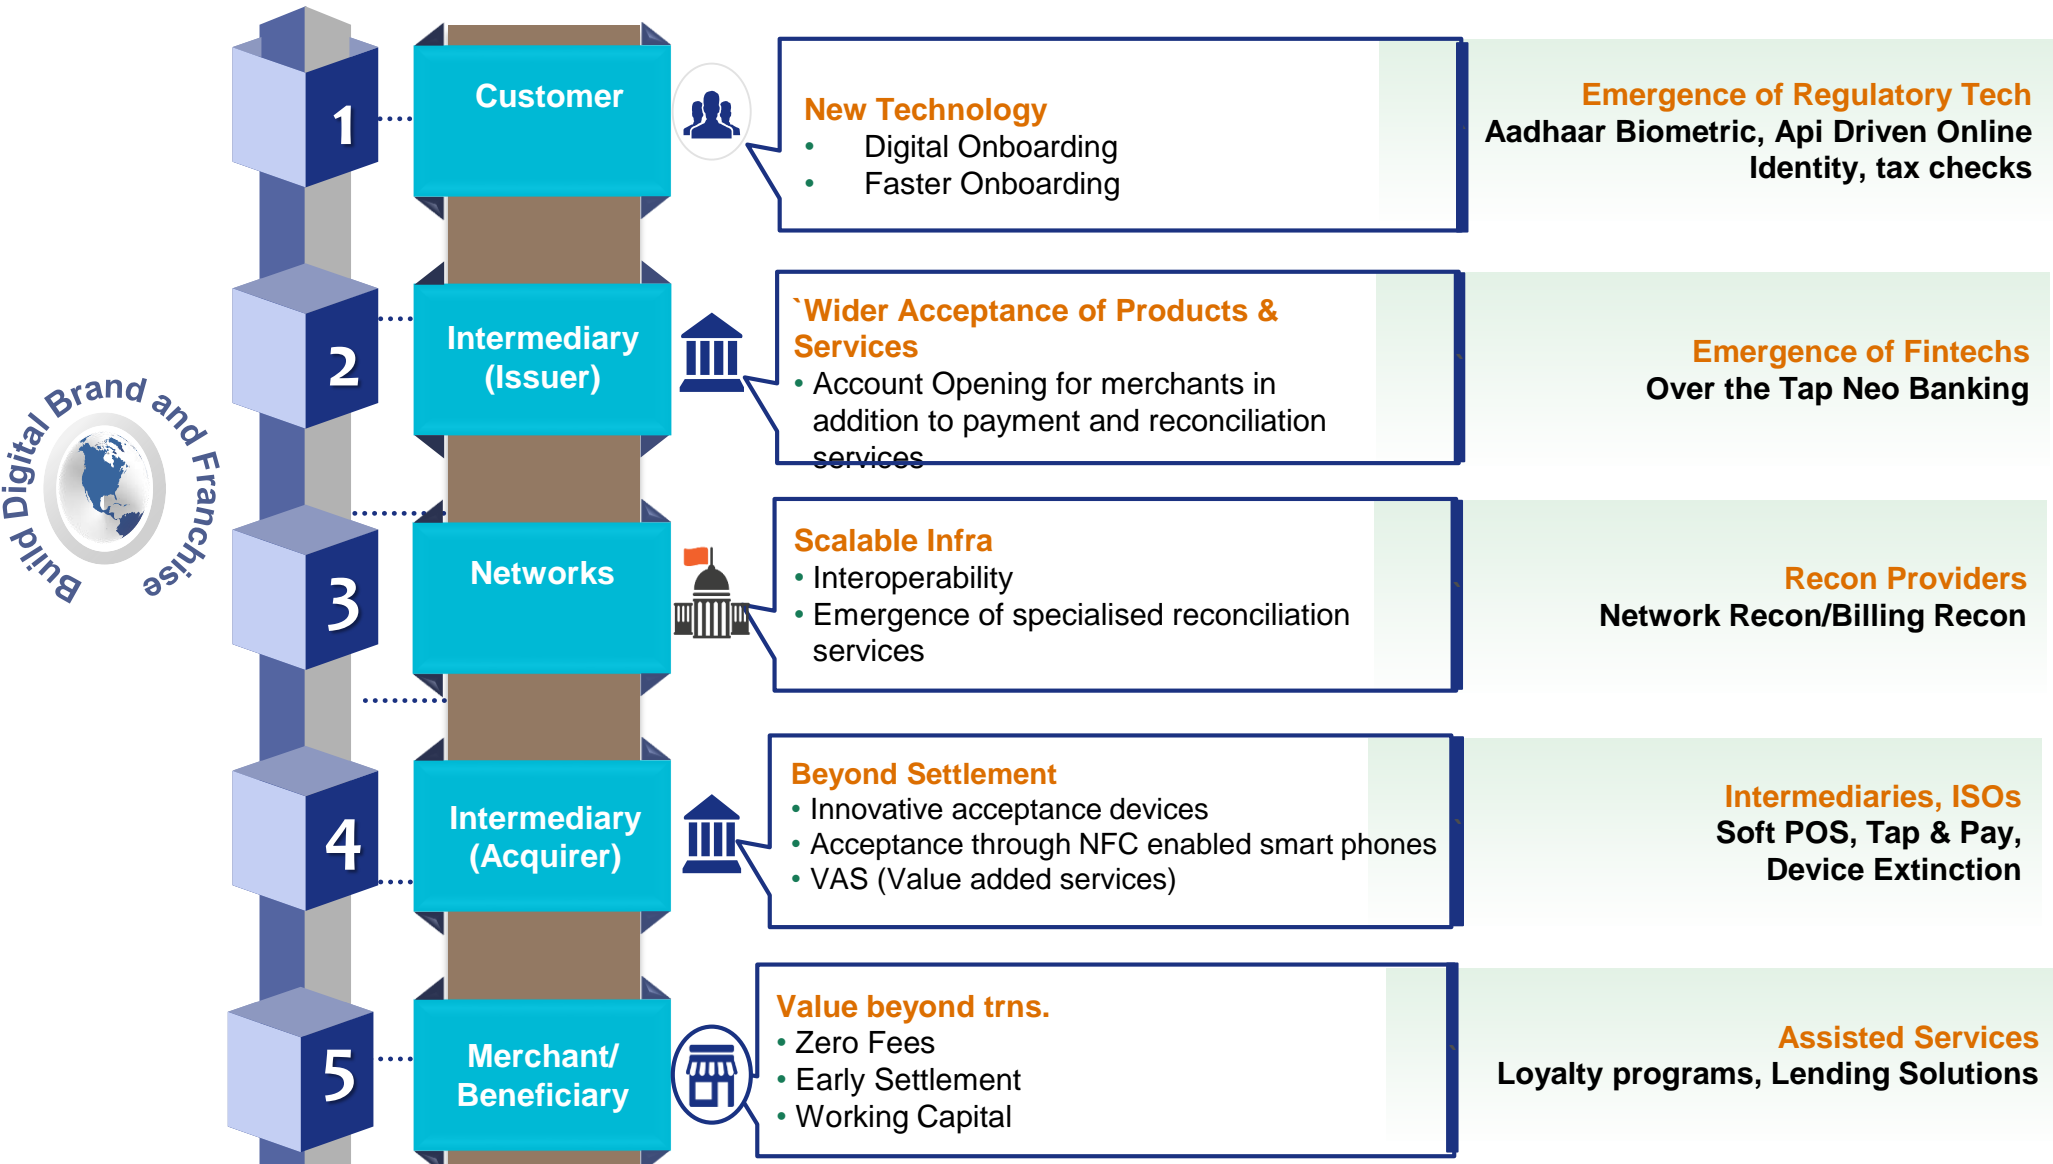 Build Digital Brand and Franchise
1
Customer
New Technology
• Digital Onboarding
• Faster Onboarding
Emergence of Regulatory Tech
Aadhaar Biometric, Api Driven Online
Identity, tax checks
2
Intermediary
(Issuer)
`Wider Acceptance of Products &
Services
• Account Opening for merchants in
addition to payment and reconciliation
services
Emergence of Fintechs
Over the Tap Neo Banking
3
Networks
Scalable Infra
• Interoperability
• Emergence of specialised reconciliation
services
Recon Providers
Network Recon/Billing Recon
4
Intermediary
(Acquirer)
Beyond Settlement
• Innovative acceptance devices
• Acceptance through NFC enabled smart phones
• VAS (Value added services)
Intermediaries, ISOs
Soft POS, Tap & Pay,
Device Extinction
5
Merchant/
Beneficiary
Value beyond trns.
• Zero Fees
• Early Settlement
• Working Capital
Assisted Services
Loyalty programs, Lending Solutions